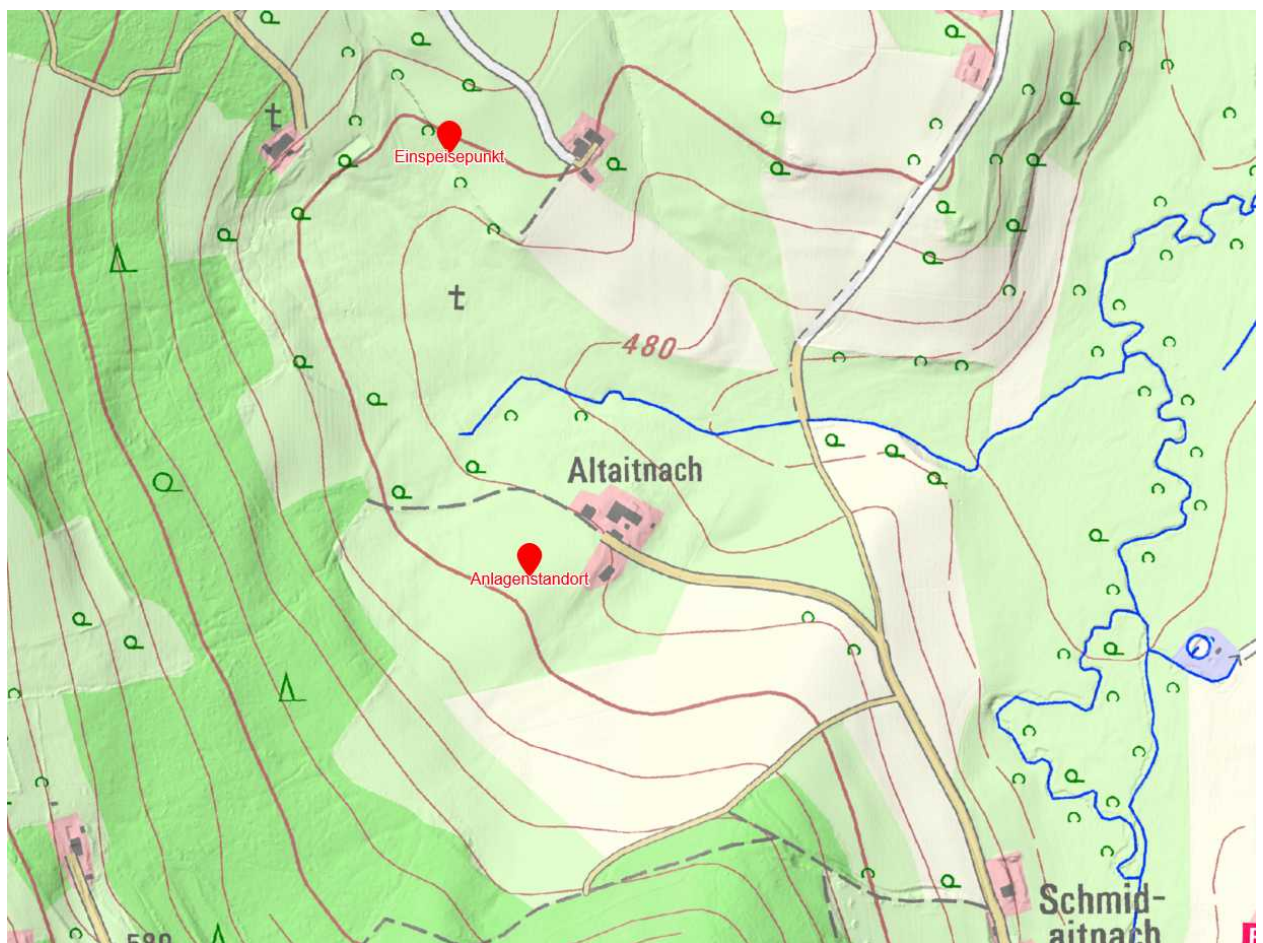 Einspeisepunkt
480
Altaitnach
Anlagenstandort
Schmid-
aitnach